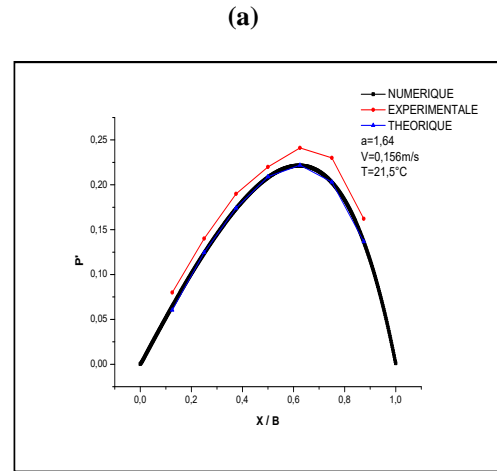 (a)
NUMERIQUE
EXPERIMENTALE
THEORIQUE
a=1,64
V=0,156m/s
T=21,5°C
0,25
0,20
0,15
0,10
0,05
0,00
P'
0,0 0,2 0,4 0,6 0,8 1,0
X / B